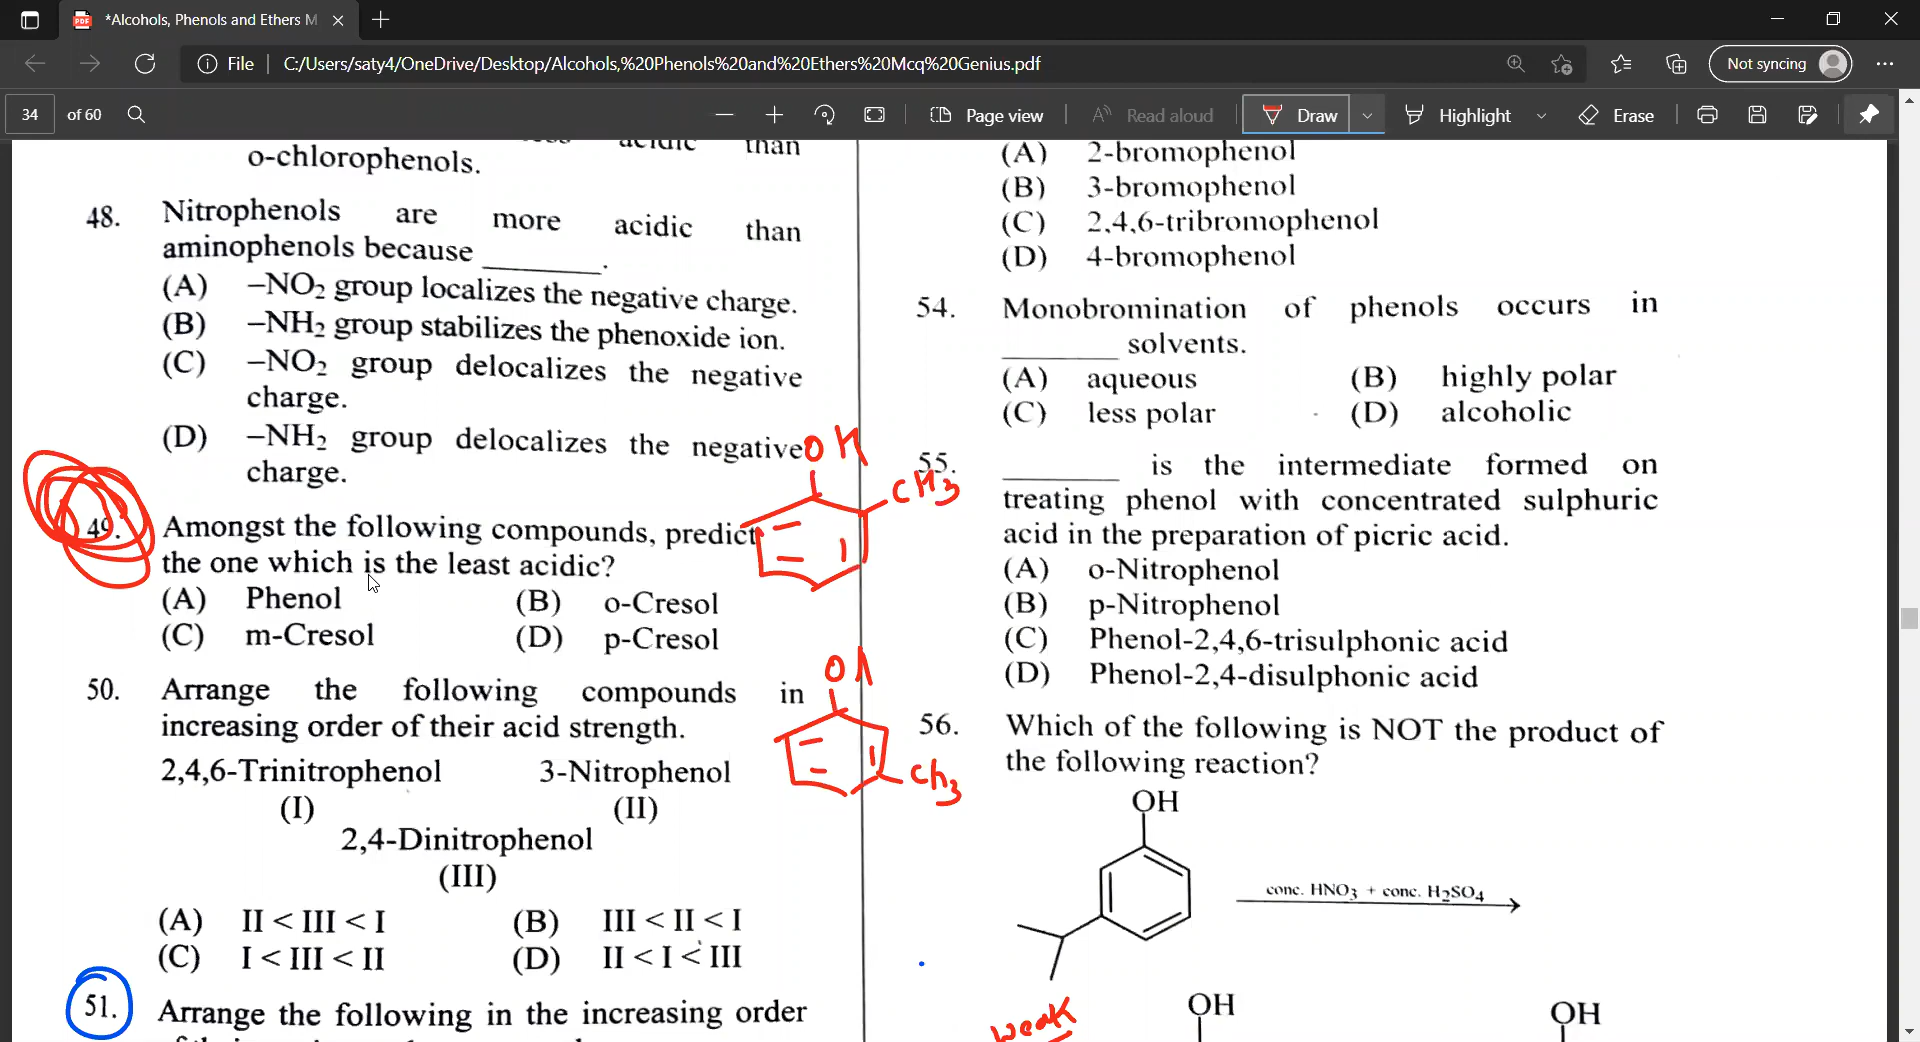 *Alcohols, Phenols and Ethers M
File C:/Users/saty4/OneDrive/Desktop/Alcohols,%20Phenols%20and%20Ethers%20Mcq%20Genius.pdf
Not syncing
34 of 60
Page view
Read aloud
Draw
Highlight
Erase
acidic than
o-chlorophenols.
48. Nitrophenols are more acidic than
aminophenols because ________.
(A) –NO₂ group localizes the negative charge.
(B) –NH₂ group stabilizes the phenoxide ion.
(C) –NO₂ group delocalizes the negative
charge.
(D) –NH₂ group delocalizes the negative
charge.
49. Amongst the following compounds, predict
the one which is the least acidic?
(A) Phenol (B) o-Cresol
(C) m-Cresol (D) p-Cresol
OH
CH3
50. Arrange the following compounds in
increasing order of their acid strength.
2,4,6-Trinitrophenol 3-Nitrophenol
(I) (II)
2,4-Dinitrophenol
(III)
(A) II < III < I (B) III < II < I
(C) I < III < II (D) II < I < III
Ch3
51. Arrange the following in the increasing order
(A) 2-bromophenol
(B) 3-bromophenol
(C) 2,4,6-tribromophenol
(D) 4-bromophenol
54. Monobromination of phenols occurs in
________ solvents.
(A) aqueous (B) highly polar
(C) less polar (D) alcoholic
55. ________ is the intermediate formed on
treating phenol with concentrated sulphuric
acid in the preparation of picric acid.
(A) o-Nitrophenol
(B) p-Nitrophenol
(C) Phenol-2,4,6-trisulphonic acid
(D) Phenol-2,4-disulphonic acid
56. Which of the following is NOT the product of
the following reaction?
OH
conc. HNO₃ + conc. H₂SO₄
weak
OH OH